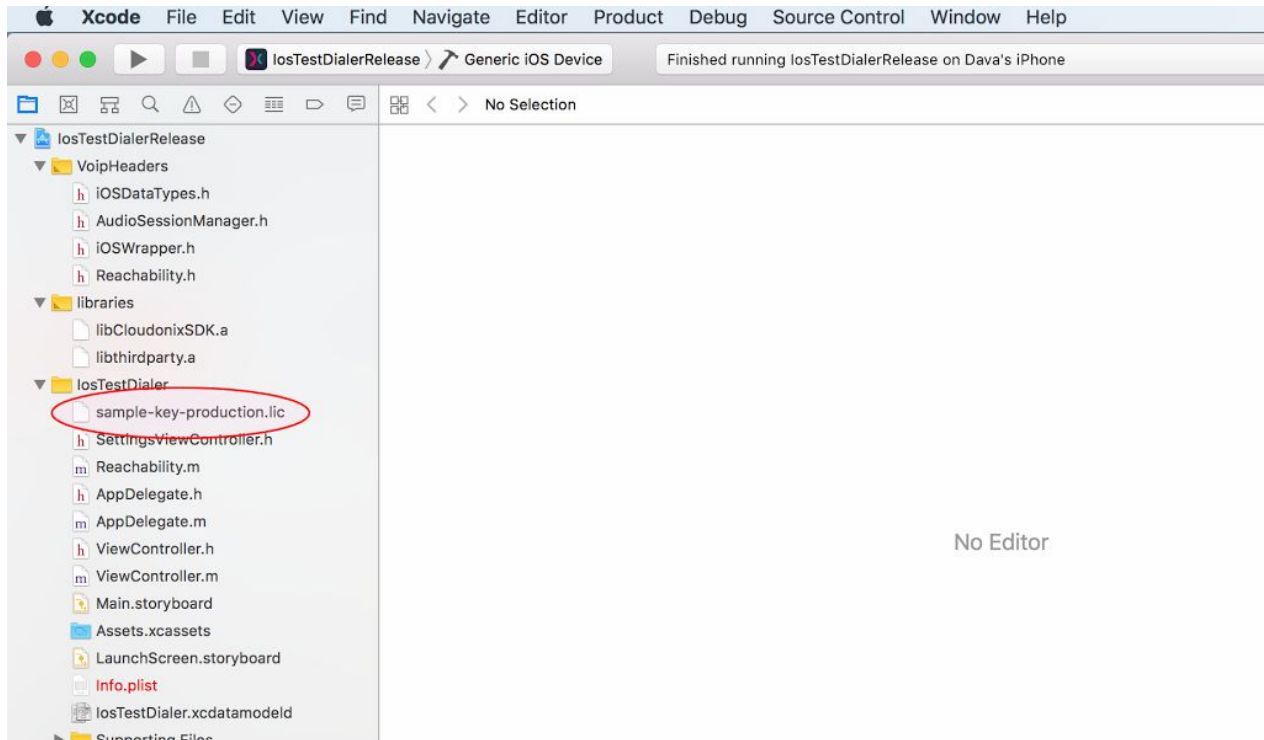 Xcode File Edit View Find Navigate Editor Product Debug Source Control Window Help
IosTestDialerRelease Generic iOS Device Finished running IosTestDialerRelease on Dava's iPhone
No Selection
IosTestDialerRelease
VoipHeaders
h iOSDataTypes.h
h AudioSessionManager.h
h iOSWrapper.h
h Reachability.h
libraries
libCloudonixSDK.a
libthirdparty.a
IosTestDialer
sample-key-production.lic
h SettingsViewController.h
m Reachability.m
h AppDelegate.h
m AppDelegate.m
h ViewController.h
m ViewController.m
No Editor
Main.storyboard
Assets.xcassets
LaunchScreen.storyboard
Info.plist
IosTestDialer.xcdatamodeld
Supporting Files